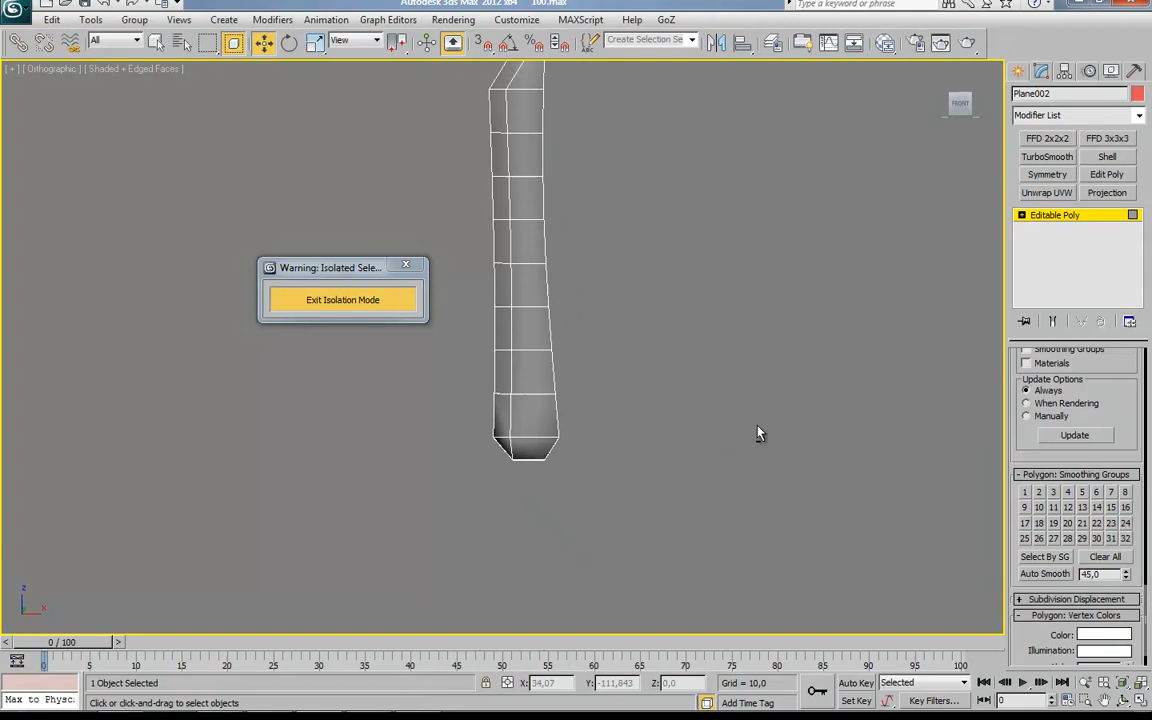 Autodesk 3ds Max 2012 x64    100.max
Type a keyword or phrase
Edit Tools Group Views Create Modifiers Animation Graph Editors Rendering Customize MAXScript Help GoZ
All View 3 Create Selection Se
[ + ] [ Orthographic ] [ Shaded + Edged Faces ]
FRONT
Plane002
Modifier List
FFD 2x2x2 FFD 3x3x3
TurboSmooth Shell
Symmetry Edit Poly
Unwrap UVW Projection
Editable Poly
Warning: Isolated Sele...
Exit Isolation Mode
Smoothing Groups
Materials
Update Options
Always
When Rendering
Manually
Update
- Polygon: Smoothing Groups
1 2 3 4 5 6 7 8
9 10 11 12 13 14 15 16
17 18 19 20 21 22 23 24
25 26 27 28 29 30 31 32
Select By SG Clear All
Auto Smooth 45,0
+ Subdivision Displacement
- Polygon: Vertex Colors
Color:
Illumination:
z
x
< 0 / 100 >
0 5 10 15 20 25 30 35 40 45 50 55 60 65 70 75 80 85 90 95 100
1 Object Selected X: 34,07 Y: -111,843 Z: 0,0 Grid = 10,0 Auto Key Selected
Max to Physc Click or click-and-drag to select objects Add Time Tag Set Key Key Filters... 0